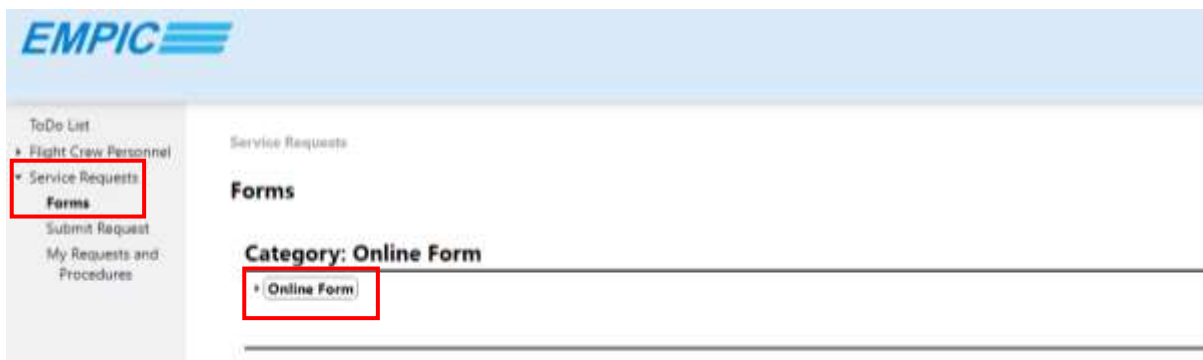 EMPIC
ToDo List
Flight Crew Personnel
Service Requests
Forms
Submit Request
My Requests and
Procedures
Service Requests
Forms
Category: Online Form
Online Form